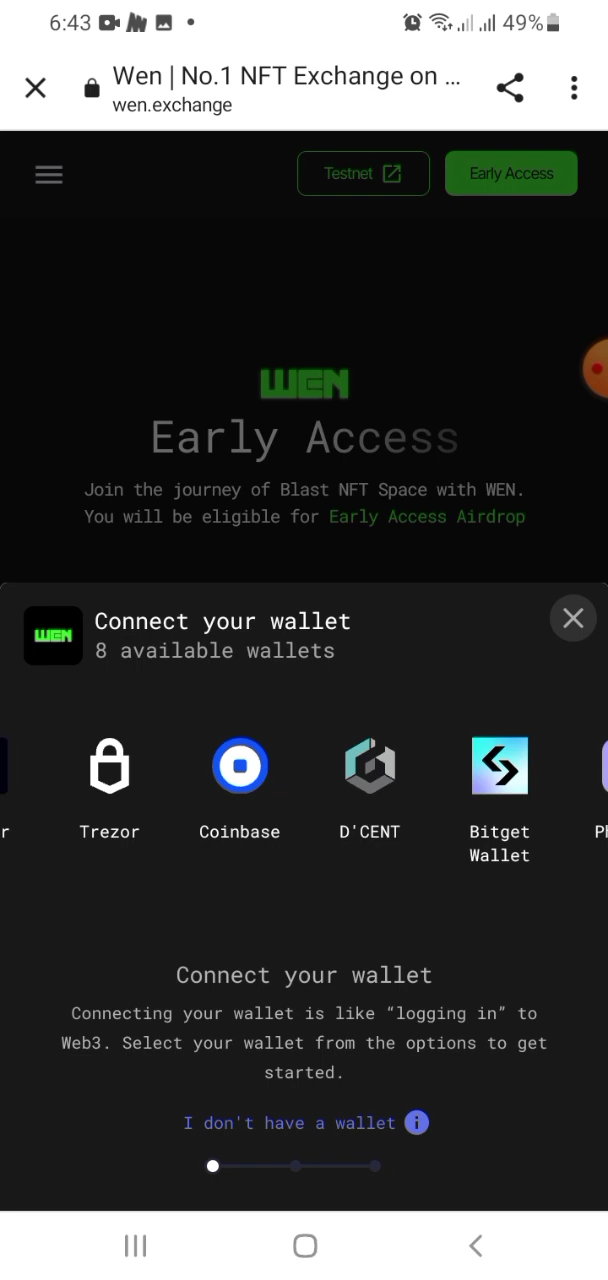 6:43
49%
Wen | No.1 NFT Exchange on ...
wen.exchange
Testnet
Early Access
WEN
Early Access
Join the journey of Blast NFT Space with WEN.
You will be eligible for Early Access Airdrop
WEN
Connect your wallet
8 available wallets
r
Trezor
Coinbase
D'CENT
Bitget
Wallet
Ph
Connect your wallet
Connecting your wallet is like “logging in” to
Web3. Select your wallet from the options to get
started.
I don't have a wallet